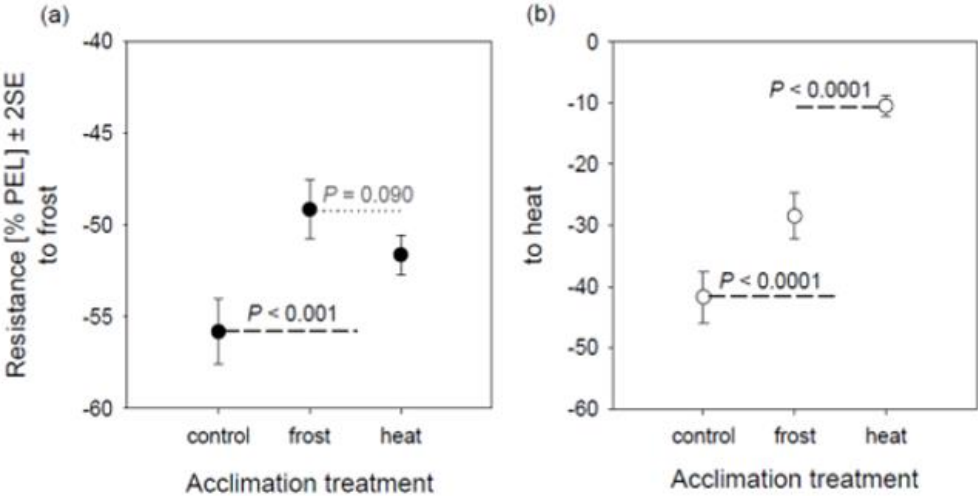 (a)
(b)
Resistance [% PEL] ± 2SE
to frost
-40
-45
-50
-55
-60
P = 0.090
P < 0.001
control
frost
heat
Acclimation treatment
to heat
0
-10
-20
-30
-40
-50
-60
P < 0.0001
P < 0.0001
control
frost
heat
Acclimation treatment